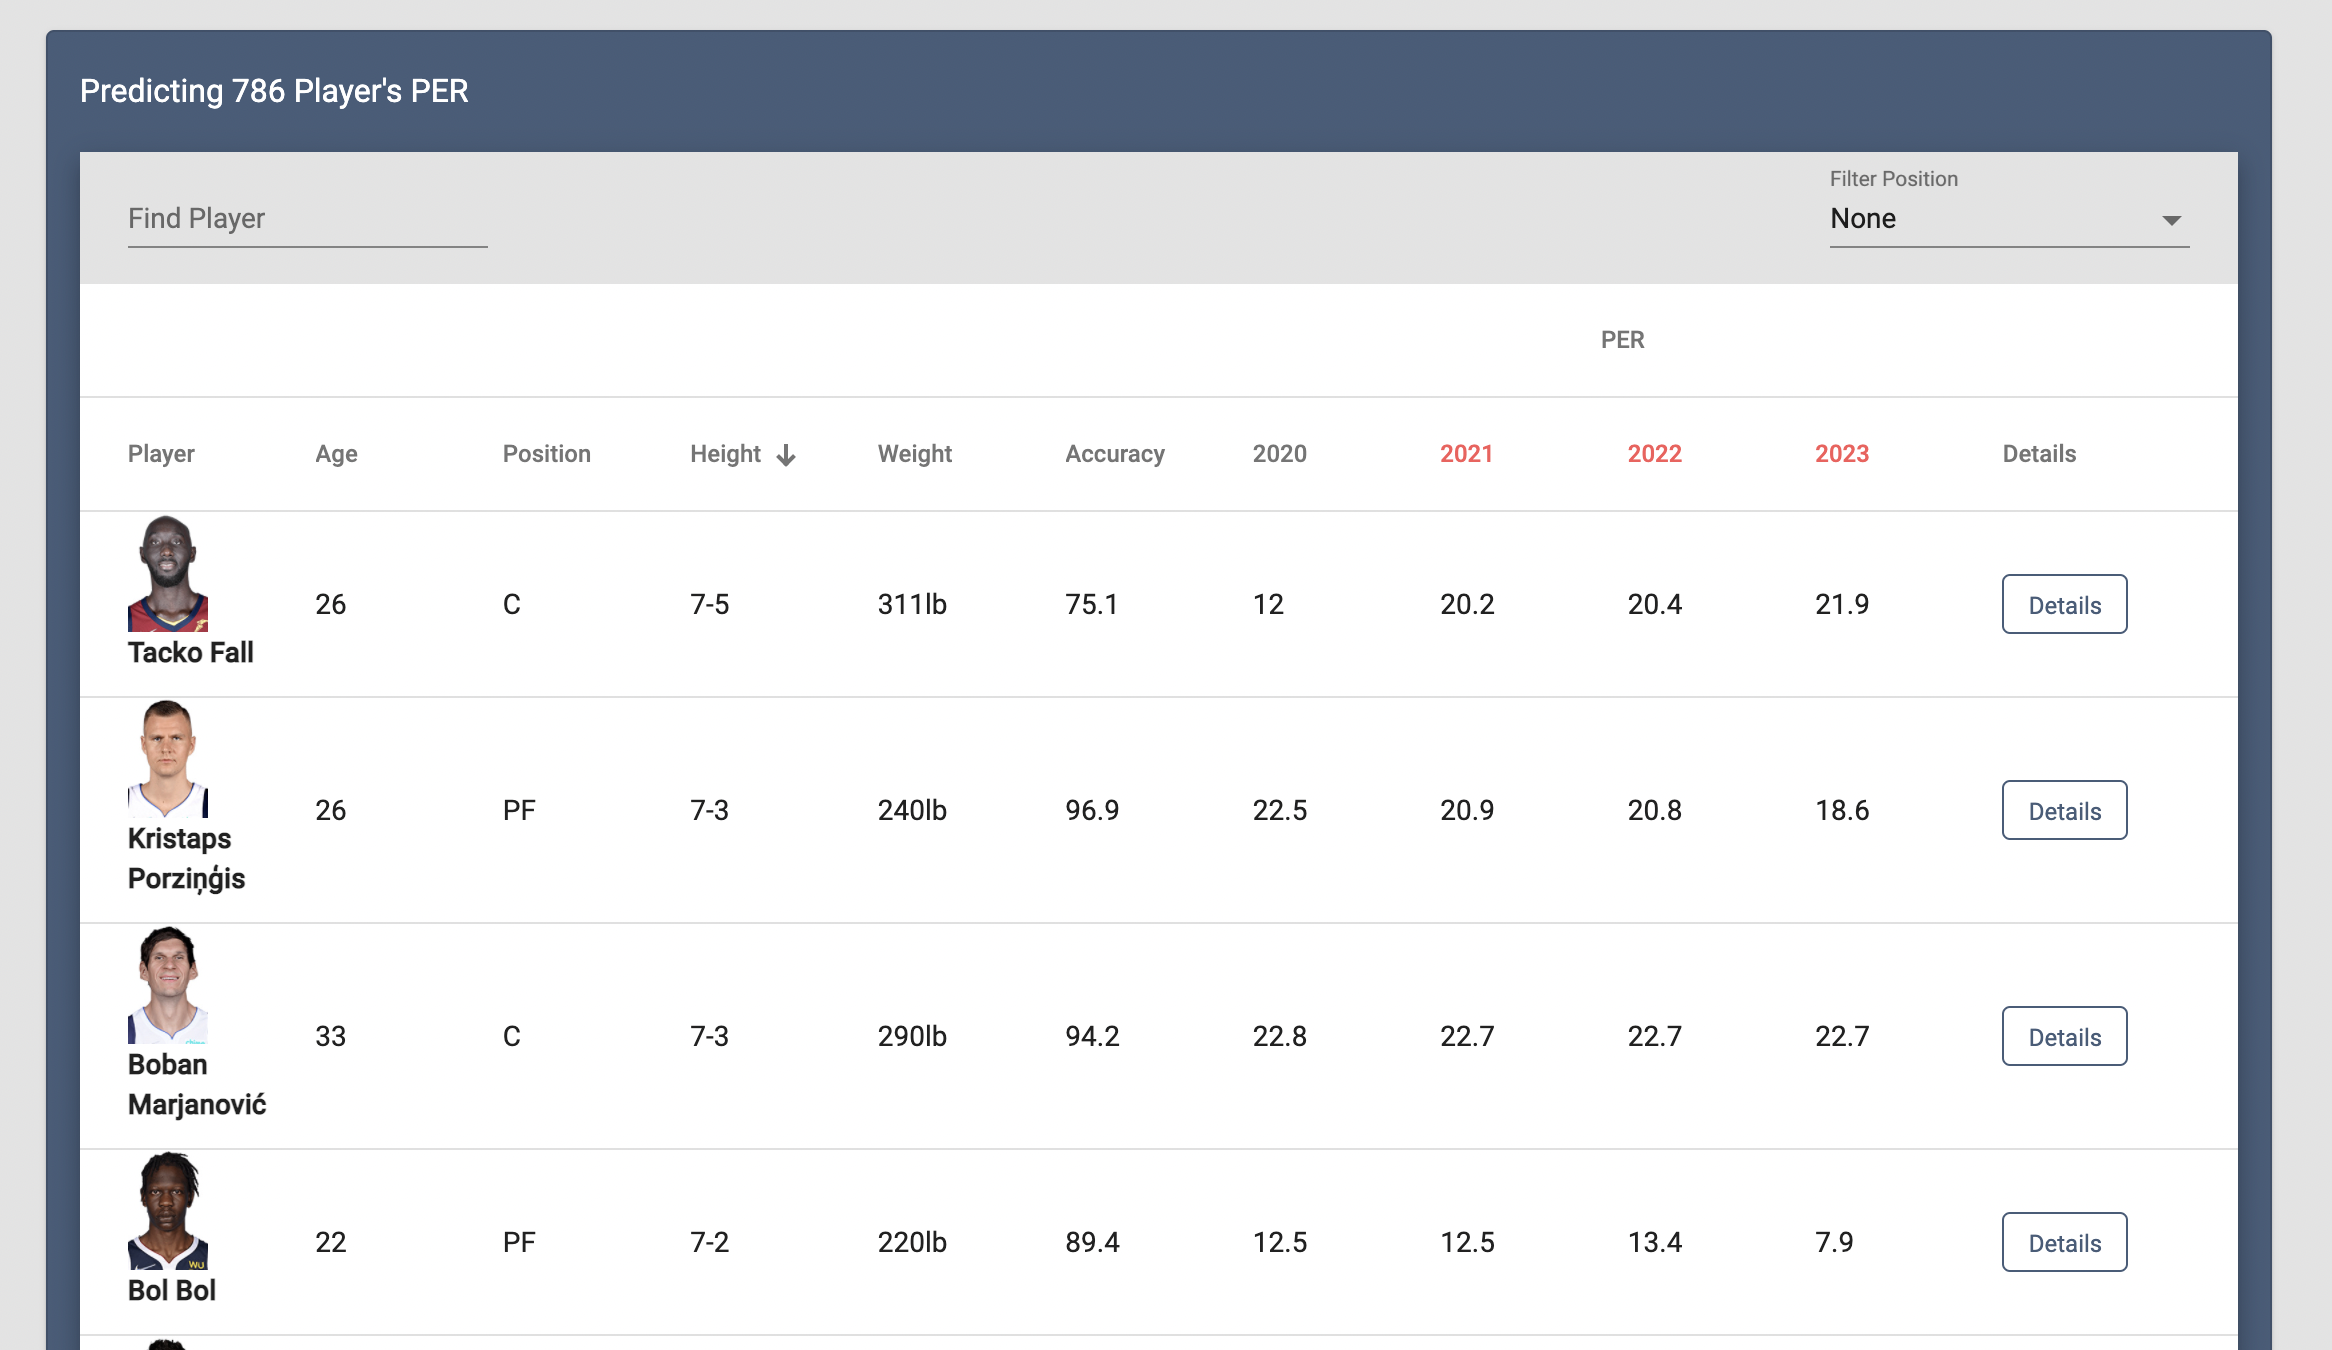 Predicting 786 Player's PER
Find Player
Filter Position
None
PER
Player Age Position Height Weight Accuracy 2020 2021 2022 2023 Details
26 C 7-5 311lb 75.1 12 20.2 20.4 21.9 Details
Tacko Fall
26 PF 7-3 240lb 96.9 22.5 20.9 20.8 18.6 Details
Kristaps
Porziņģis
33 C 7-3 290lb 94.2 22.8 22.7 22.7 22.7 Details
Boban
Marjanović
WU
22 PF 7-2 220lb 89.4 12.5 12.5 13.4 7.9 Details
Bol Bol